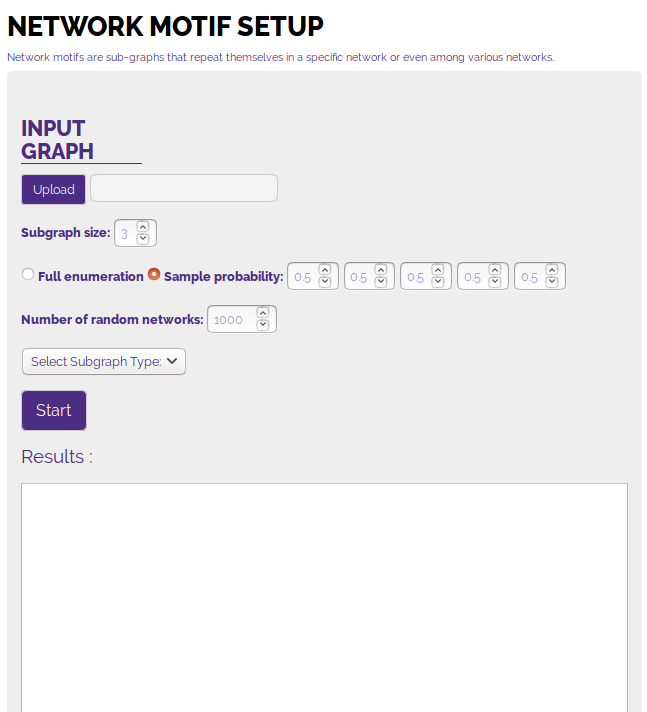 NETWORK MOTIF SETUP
Network motifs are sub-graphs that repeat themselves in a specific network or even among various networks.
INPUT
GRAPH
Upload
Subgraph size: 3
Full enumeration Sample probability: 0.5 0.5 0.5 0.5 0.5
Number of random networks: 1000
Select Subgraph Type:
Start
Results :